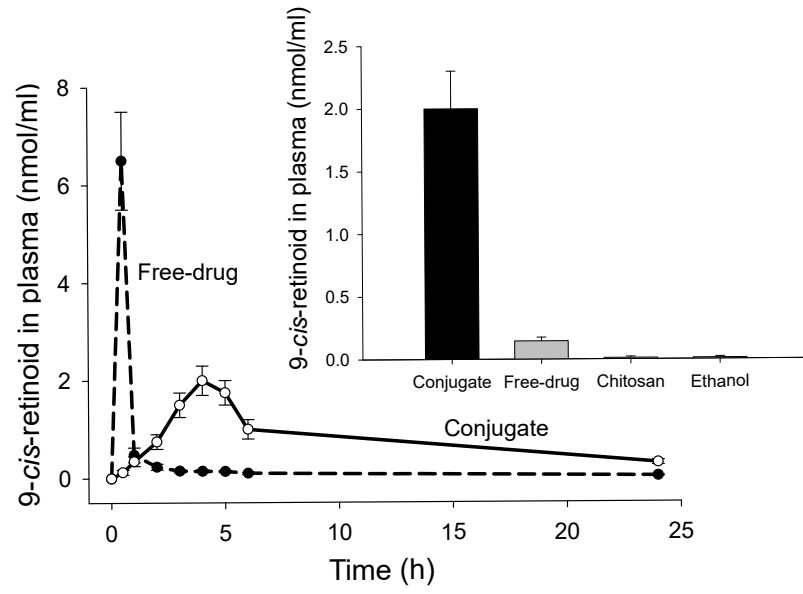 9-cis-retinoid in plasma (nmol/ml)
8
6
4
2
0
0
5
10
15
20
25
Time (h)
Free-drug
Conjugate
9-cis-retinoid in plasma (nmol/ml)
2.5
2.0
1.5
1.0
0.5
0.0
Conjugate
Free-drug
Chitosan
Ethanol